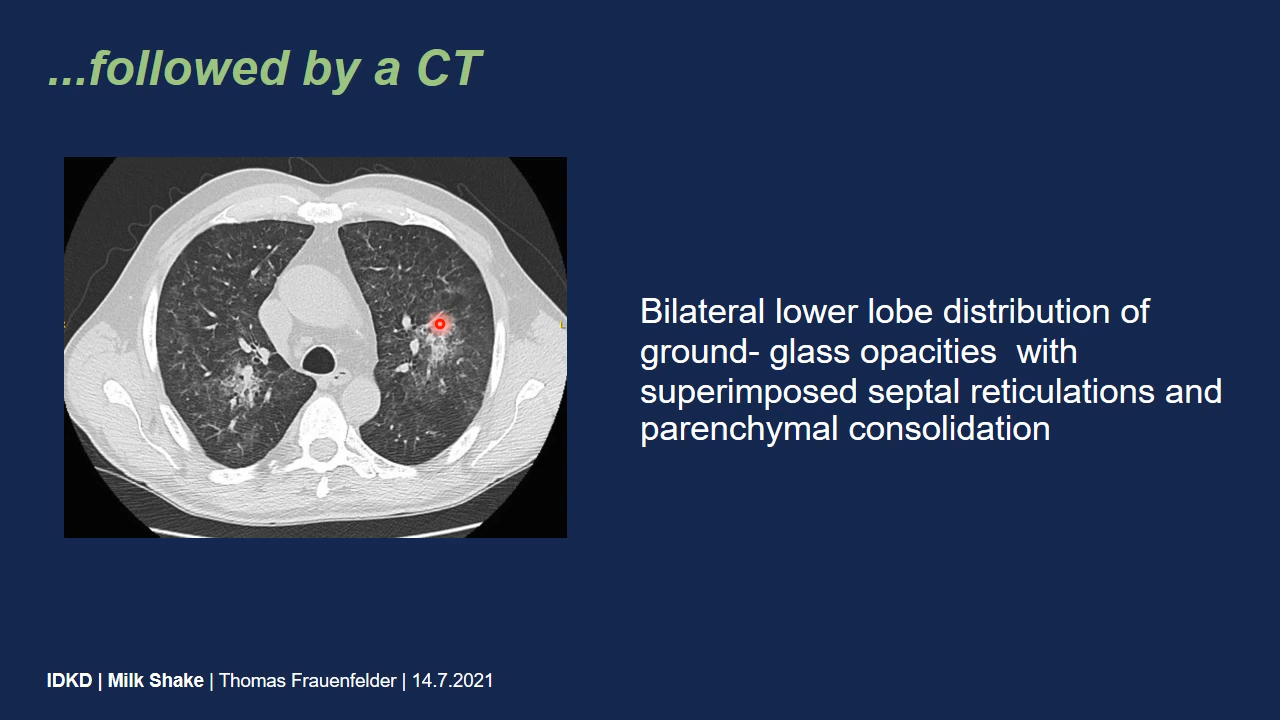 ...followed by a CT
Bilateral lower lobe distribution of
ground- glass opacities  with
superimposed septal reticulations and
parenchymal consolidation
IDKD | Milk Shake | Thomas Frauenfelder | 14.7.2021